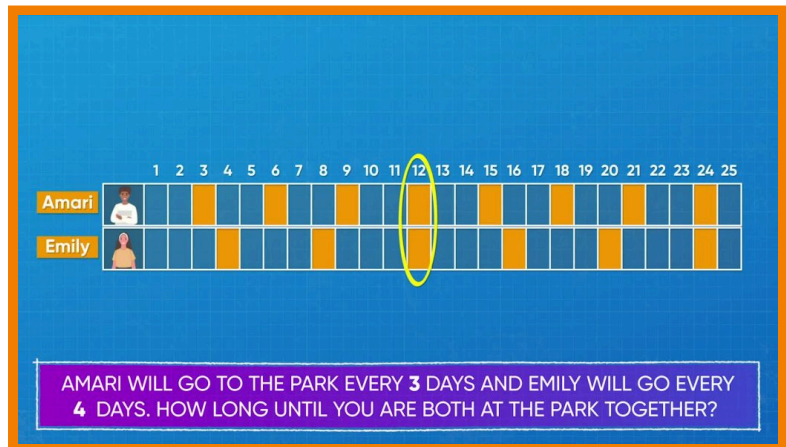 1 2 3 4 5 6 7 8 9 10 11 12 13 14 15 16 17 18 19 20 21 22 23 24 25
Amari
Emily
AMARI WILL GO TO THE PARK EVERY 3 DAYS AND EMILY WILL GO EVERY
4 DAYS. HOW LONG UNTIL YOU ARE BOTH AT THE PARK TOGETHER?